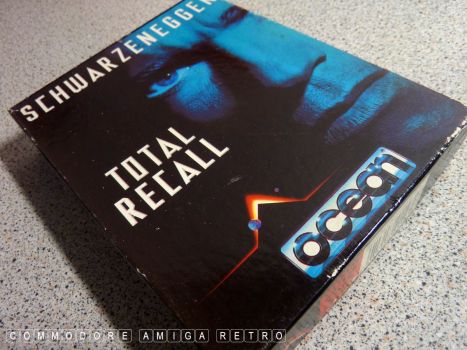 SCHWARZENEGGER
TOTAL
RECALL
ocean
COMMODORE AMIGA RETRO